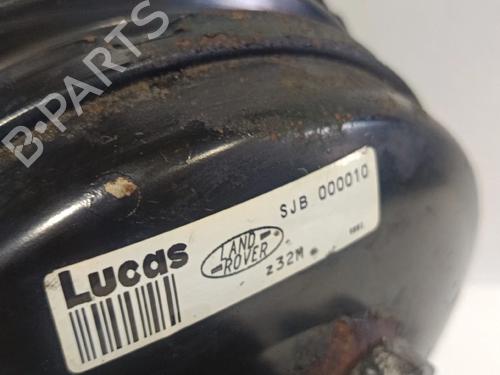 B-PARTS
SJB 000010
Lucas
LAND
ROVER
z32M